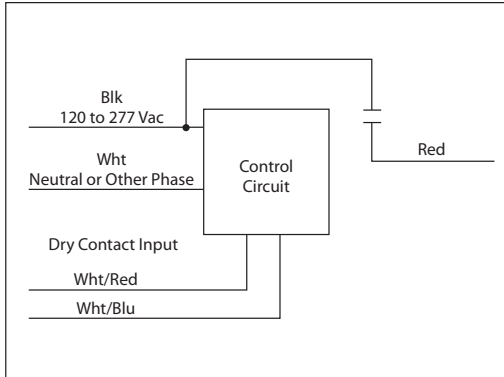 Blk
120 to 277 Vac
Wht
Neutral or Other Phase
Control
Circuit
Red
Dry Contact Input
Wht/Red
Wht/Blu